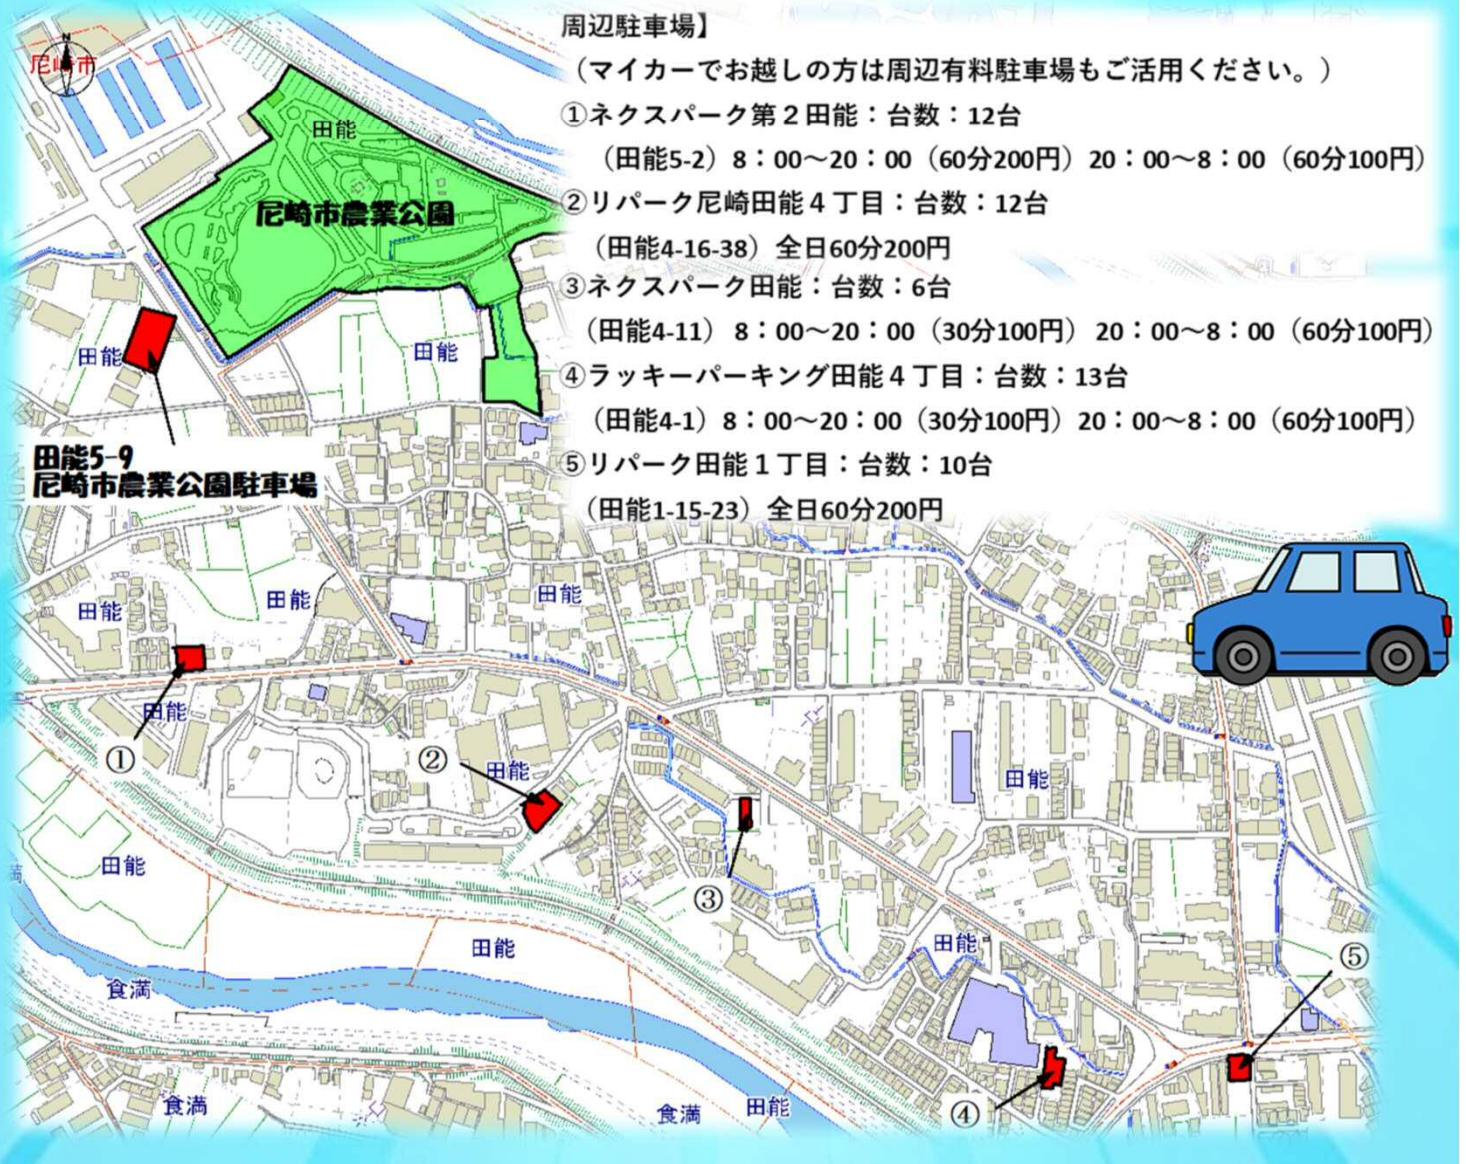 周辺駐車場】
（マイカーでお越しの方は周辺有料駐車場もご活用ください。）
①ネクスパーク第２田能：台数：12台
（田能5-2）8：00～20：00（60分200円）20：00～8：00（60分100円）
②リパーク尼崎田能４丁目：台数：12台
（田能4-16-38）全日60分200円
③ネクスパーク田能：台数：6台
（田能4-11）8：00～20：00（30分100円）20：00～8：00（60分100円）
④ラッキーパーキング田能４丁目：台数：13台
（田能4-1）8：00～20：00（30分100円）20：00～8：00（60分100円）
⑤リパーク田能１丁目：台数：10台
（田能1-15-23）全日60分200円
N
尼崎市
田能
尼崎市農業公園
田能
田能
田能5-9
尼崎市農業公園駐車場
田能
田能
田能
田能
①
②
田能
田能
田能
③
田能
田能
⑤
食満
満
④
食満
食満
田能